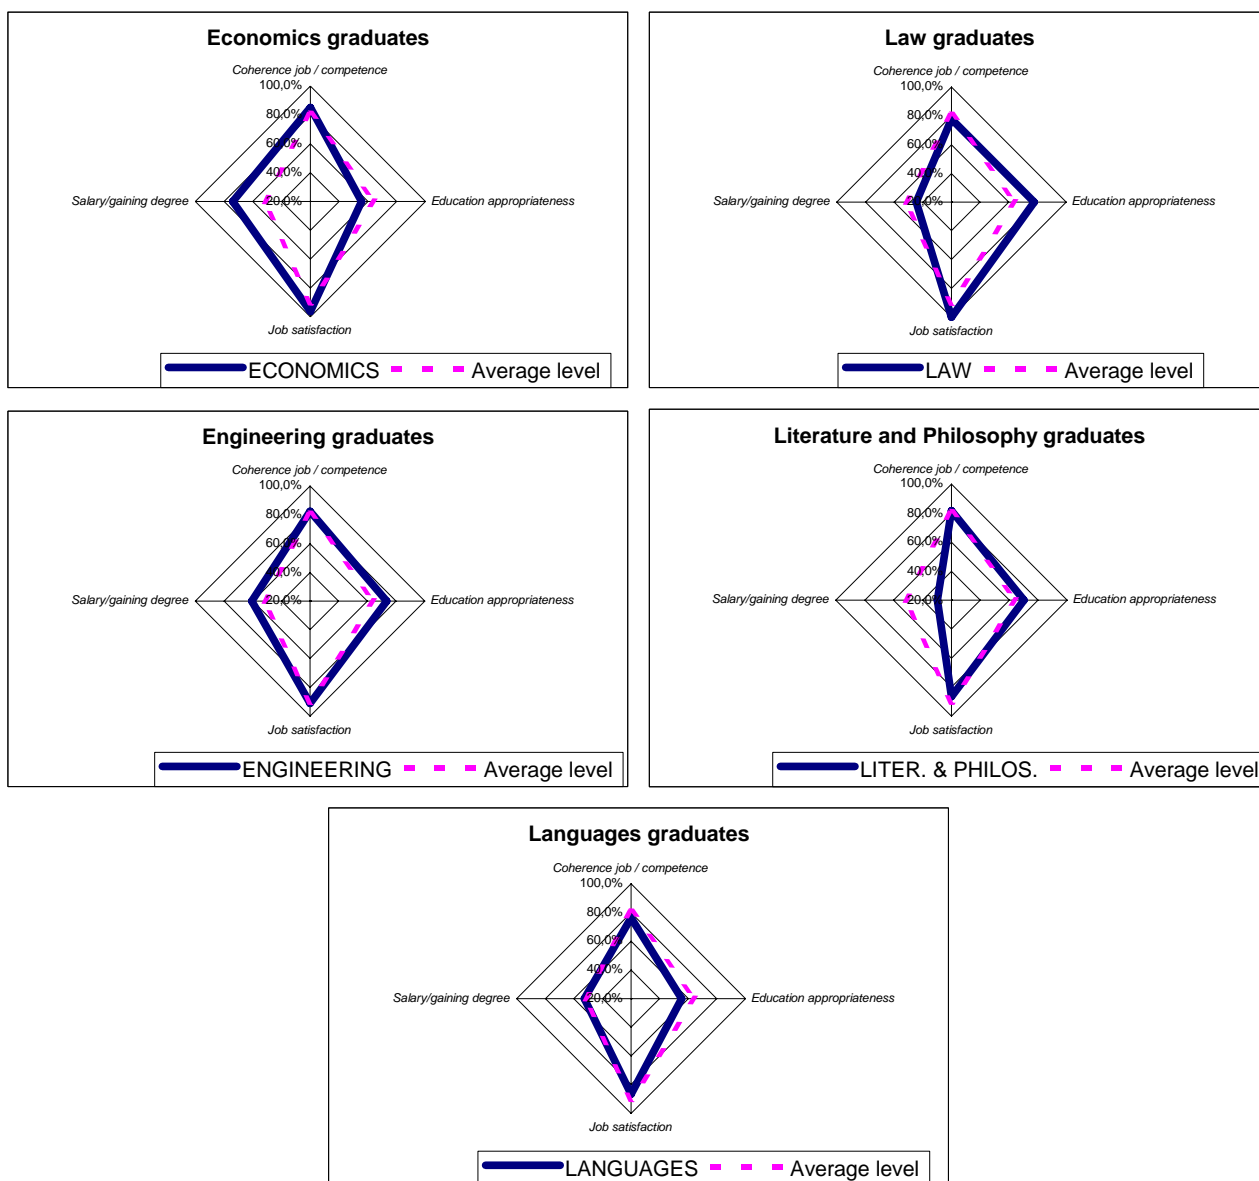 Economics graduates
Coherence job / competence
100,0%
80,0%
60,0%
40,0%
Salary/gaining degree 20,0% Education appropriateness
Job satisfaction
ECONOMICS Average level
Law graduates
Coherence job / competence
100,0%
80,0%
60,0%
40,0%
Salary/gaining degree 20,0% Education appropriateness
Job satisfaction
LAW Average level
Engineering graduates
Coherence job / competence
100,0%
80,0%
60,0%
40,0%
Salary/gaining degree 20,0% Education appropriateness
Job satisfaction
ENGINEERING Average level
Literature and Philosophy graduates
Coherence job / competence
100,0%
80,0%
60,0%
40,0%
Salary/gaining degree 20,0% Education appropriateness
Job satisfaction
LITER. & PHILOS. Average level
Languages graduates
Coherence job / competence
100,0%
80,0%
60,0%
40,0%
Salary/gaining degree 20,0% Education appropriateness
Job satisfaction
LANGUAGES Average level